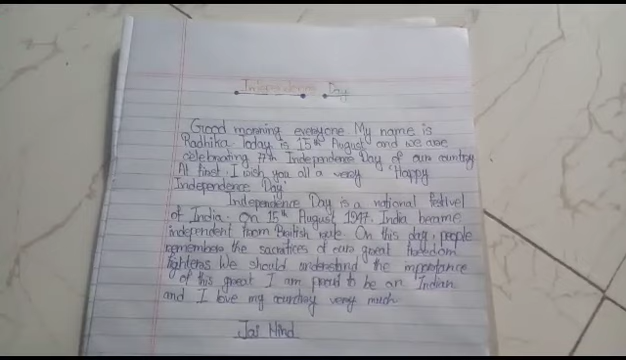 Independence Day
Good morning everyone My name is
Radhika. Today is 15th August and we are
celebrating 77th Independence Day of our country
At first I wish you all a very "Happy
Independence Day"
Independence Day is a national festivel
of India. On 15th August 1947. India became
independent from British rule. On this day, people
remembers the sacrifices of our great freedom
fighters We should understand the importance
of this great I am proud to be an Indian
and I love my country very much
Jai Hind